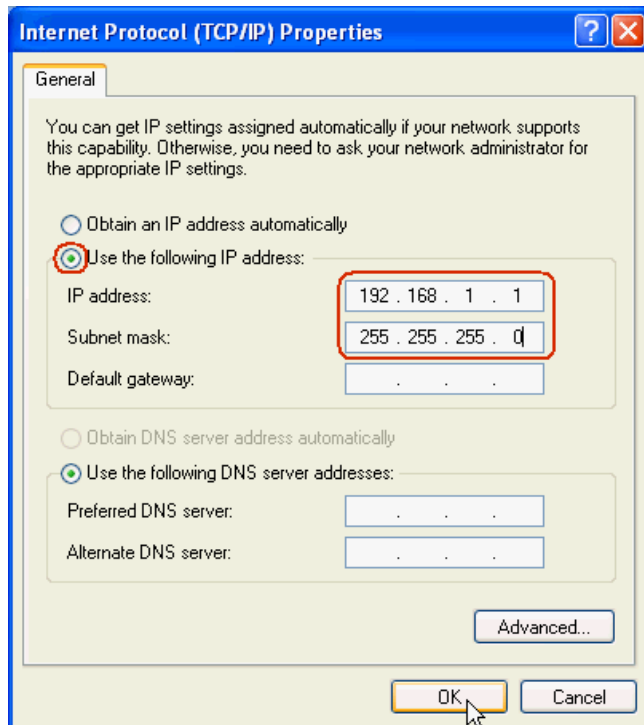 Internet Protocol (TCP/IP) Properties
General
You can get IP settings assigned automatically if your network supports
this capability. Otherwise, you need to ask your network administrator for
the appropriate IP settings.
Obtain an IP address automatically
Use the following IP address:
IP address: 192 . 168 . 1 . 1
Subnet mask: 255 . 255 . 255 . 0
Default gateway: . . .
Obtain DNS server address automatically
Use the following DNS server addresses:
Preferred DNS server: . . .
Alternate DNS server: . . .
Advanced...
OK Cancel